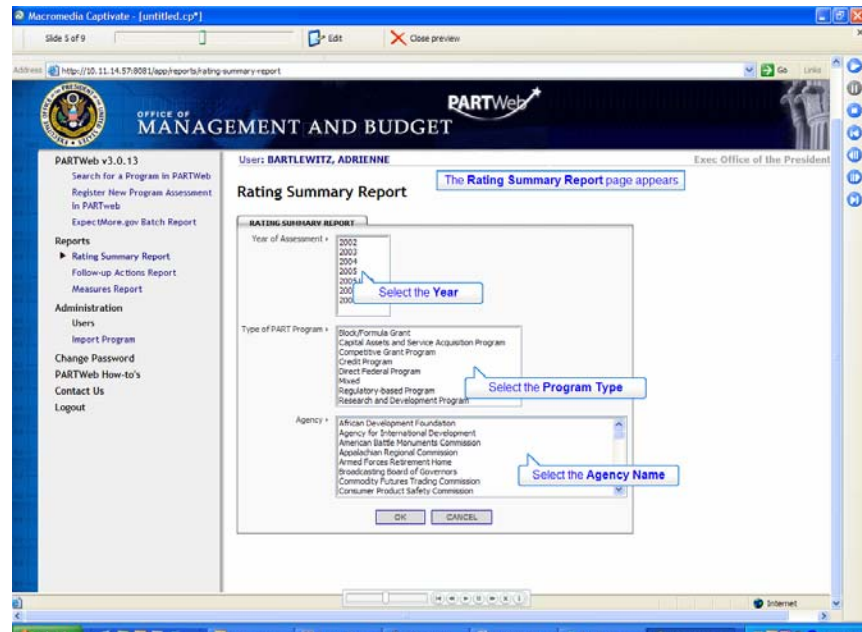 Macromedia Captivate - [untitled.cp*]
Slide 5 of 9
Edit
Close preview
Address
http://10.11.14.57:8081/app/reports/rating-summary-report
Go
Links
OFFICE OF
MANAGEMENT AND BUDGET
PARTWeb
PARTWeb v3.0.13
Search for a Program in PARTWeb
Register New Program Assessment
in PARTweb
ExpectMore.gov Batch Report
Reports
Rating Summary Report
Follow-up Actions Report
Measures Report
Administration
Users
Import Program
Change Password
PARTWeb How-to's
Contact Us
Logout
User: BARTLEWITZ, ADRIENNE
Exec Office of the President
The Rating Summary Report page appears
Rating Summary Report
RATING SUMMARY REPORT
Year of Assessment
2002
2003
2004
2005
Select the Year
Type of PART Program
Block/Formula Grant
Capital Assets and Service Acquisition Program
Competitive Grant Program
Credit Program
Direct Federal Program
Mixed
Regulatory-based Program
Research and Development Program
Select the Program Type
Agency
African Development Foundation
Agency for International Development
American Battle Monuments Commission
Appalachian Regional Commission
Armed Forces Retirement Home
Broadcasting Board of Governors
Commodity Futures Trading Commission
Consumer Product Safety Commission
Select the Agency Name
OK
CANCEL
Internet